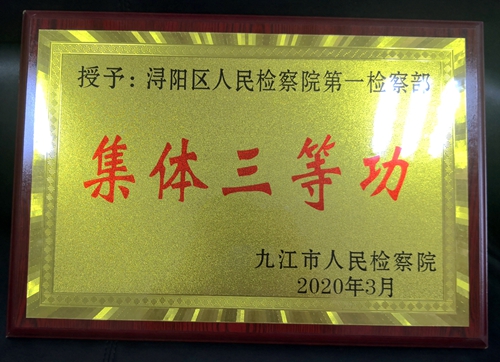 授予：浔阳区人民检察院第一检察部
集体三等功
九江市人民检察院
2020年3月